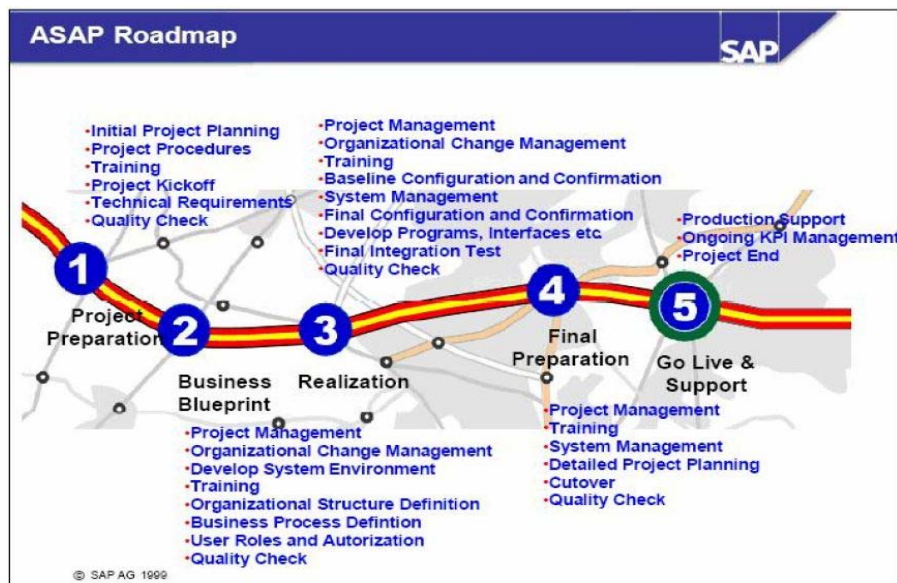 ASAP Roadmap
SAP
•Initial Project Planning
•Project Procedures
•Training
•Project Kickoff
•Technical Requirements
•Quality Check
•Project Management
•Organizational Change Management
•Training
•Baseline Configuration and Confirmation
•System Management
•Final Configuration and Confirmation
•Develop Programs, Interfaces etc.
•Final Integration Test
•Quality Check
•Production Support
•Ongoing KPI Management
•Project End
1
Project
Preparation
2
Business
Blueprint
3
Realization
4
Final
Preparation
5
Go Live &
Support
•Project Management
•Organizational Change Management
•Develop System Environment
•Training
•Organizational Structure Definition
•Business Process Defintion
•User Roles and Autorization
•Quality Check
•Project Management
•Training
•System Management
•Detailed Project Planning
•Cutover
•Quality Check
© SAP AG 1999